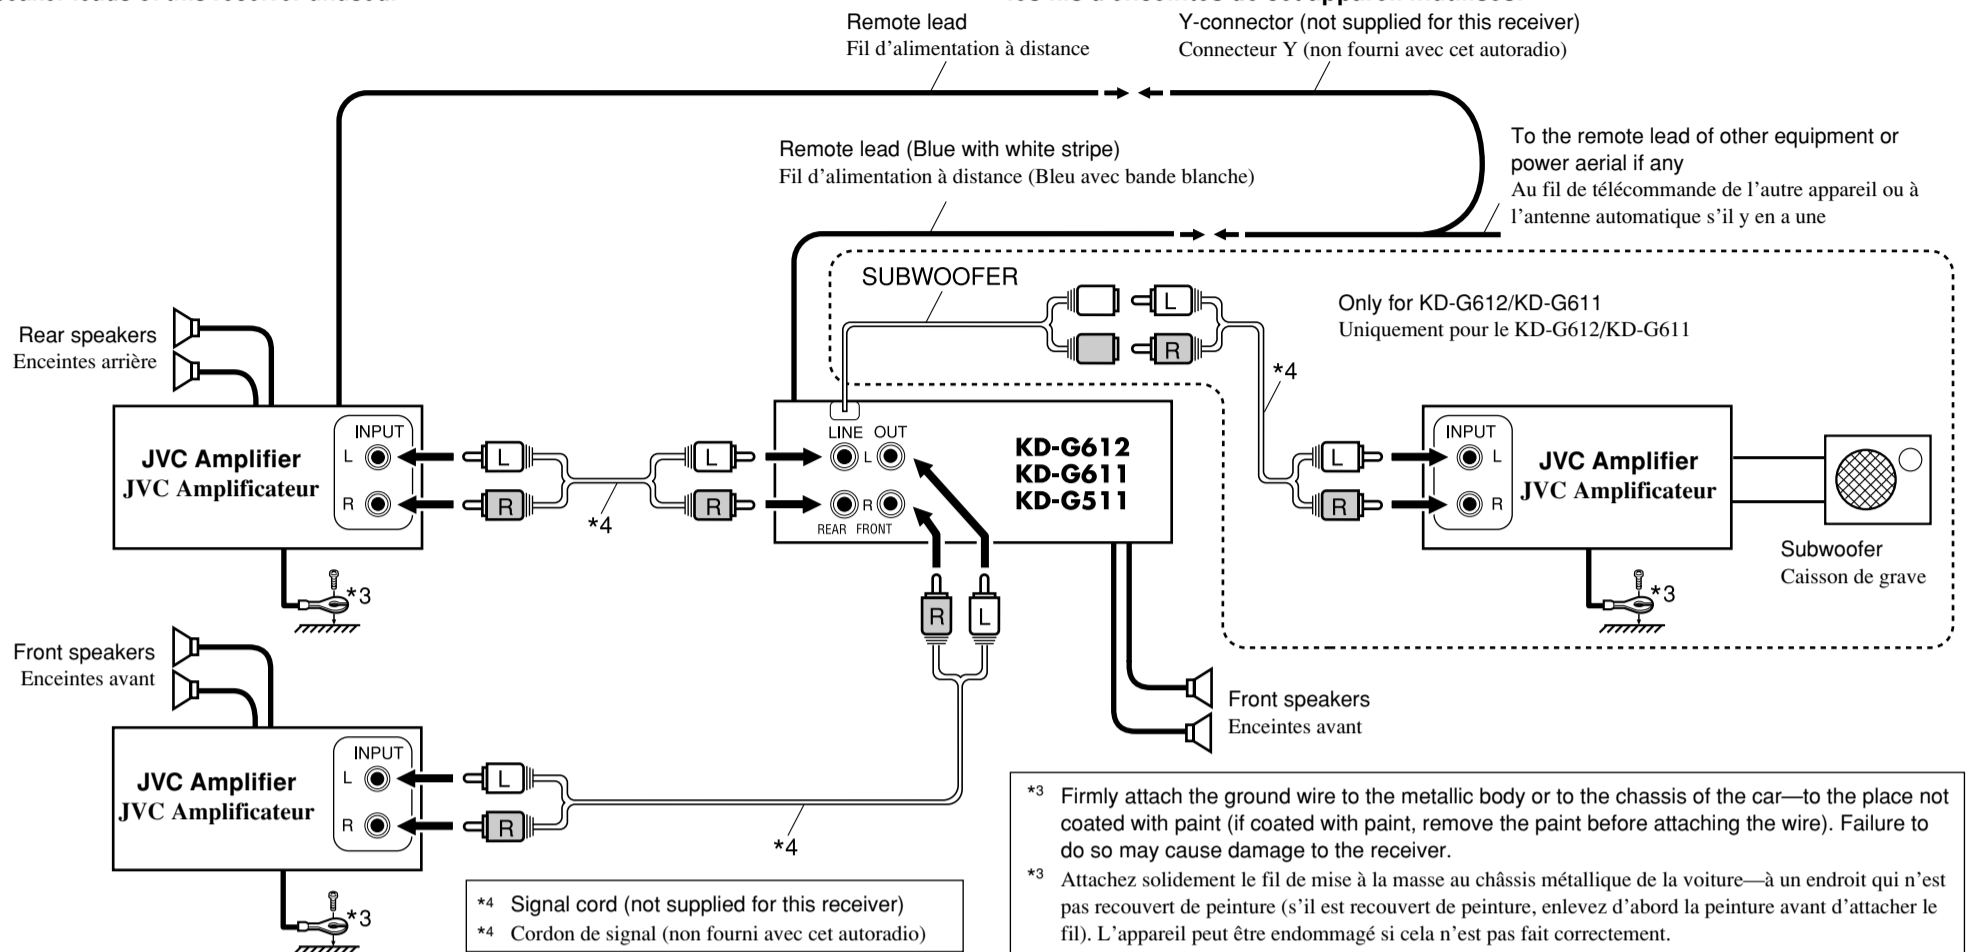 Remote lead
Fil d'alimentation à distance
Y-connector (not supplied for this receiver)
Connecteur Y (non fourni avec cet autoradio)
Remote lead (Blue with white stripe)
Fil d'alimentation à distance (Bleu avec bande blanche)
To the remote lead of other equipment or
power aerial if any
Au fil de télécommande de l'autre appareil ou à
l'antenne automatique s'il y en a une
SUBWOOFER
L
R
Only for KD-G612/KD-G611
Uniquement pour le KD-G612/KD-G611
*4
Rear speakers
Enceintes arrière
JVC Amplifier
JVC Amplificateur
INPUT
L
R
L
R
*4
L
R
LINE OUT
L
R
REAR FRONT
KD-G612
KD-G611
KD-G511
L
R
INPUT
L
R
JVC Amplifier
JVC Amplificateur
Subwoofer
Caisson de grave
*3
*3
R L
Front speakers
Enceintes avant
Front speakers
Enceintes avant
JVC Amplifier
JVC Amplificateur
INPUT
L
R
L
R
*4
*3
*4 Signal cord (not supplied for this receiver)
*4 Cordon de signal (non fourni avec cet autoradio)
*3 Firmly attach the ground wire to the metallic body or to the chassis of the car—to the place not
coated with paint (if coated with paint, remove the paint before attaching the wire). Failure to
do so may cause damage to the receiver.
*3 Attachez solidement le fil de mise à la masse au châssis métallique de la voiture—à un endroit qui n'est
pas recouvert de peinture (s'il est recouvert de peinture, enlevez d'abord la peinture avant d'attacher le
fil). L'appareil peut être endommagé si cela n'est pas fait correctement.